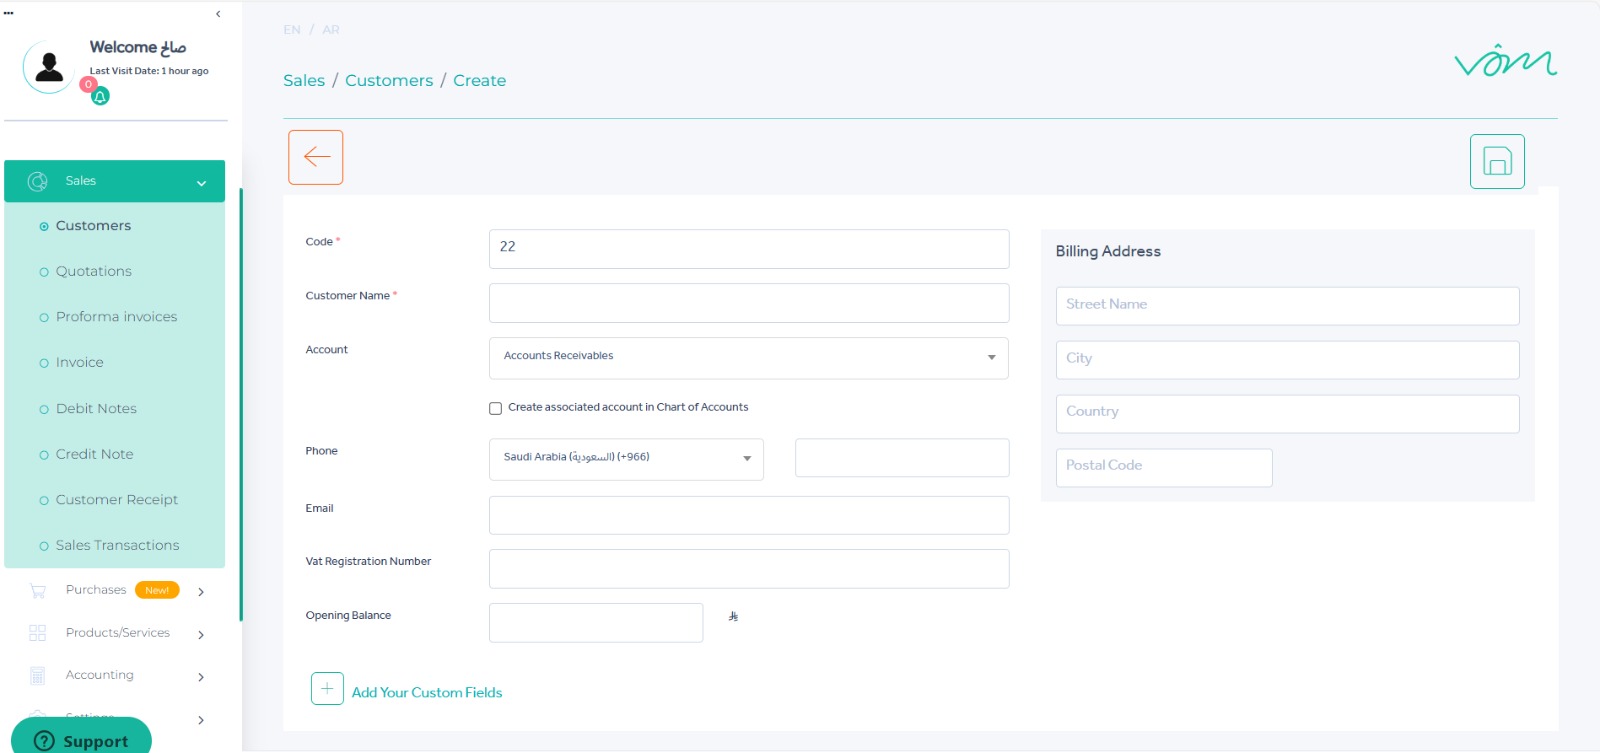 Welcome صالح
Last Visit Date: 1 hour ago
0
Sales
Customers
Quotations
Proforma invoices
Invoice
Debit Notes
Credit Note
Customer Receipt
Sales Transactions
Purchases New!
Products/Services
Accounting
Settings
Support
EN / AR
Sales / Customers / Create
vôm
Code *
22
Customer Name *
Account
Accounts Receivables
Create associated account in Chart of Accounts
Phone
Saudi Arabia (السعودية) (+966)
Email
Vat Registration Number
Opening Balance
Add Your Custom Fields
Billing Address
Street Name
City
Country
Postal Code